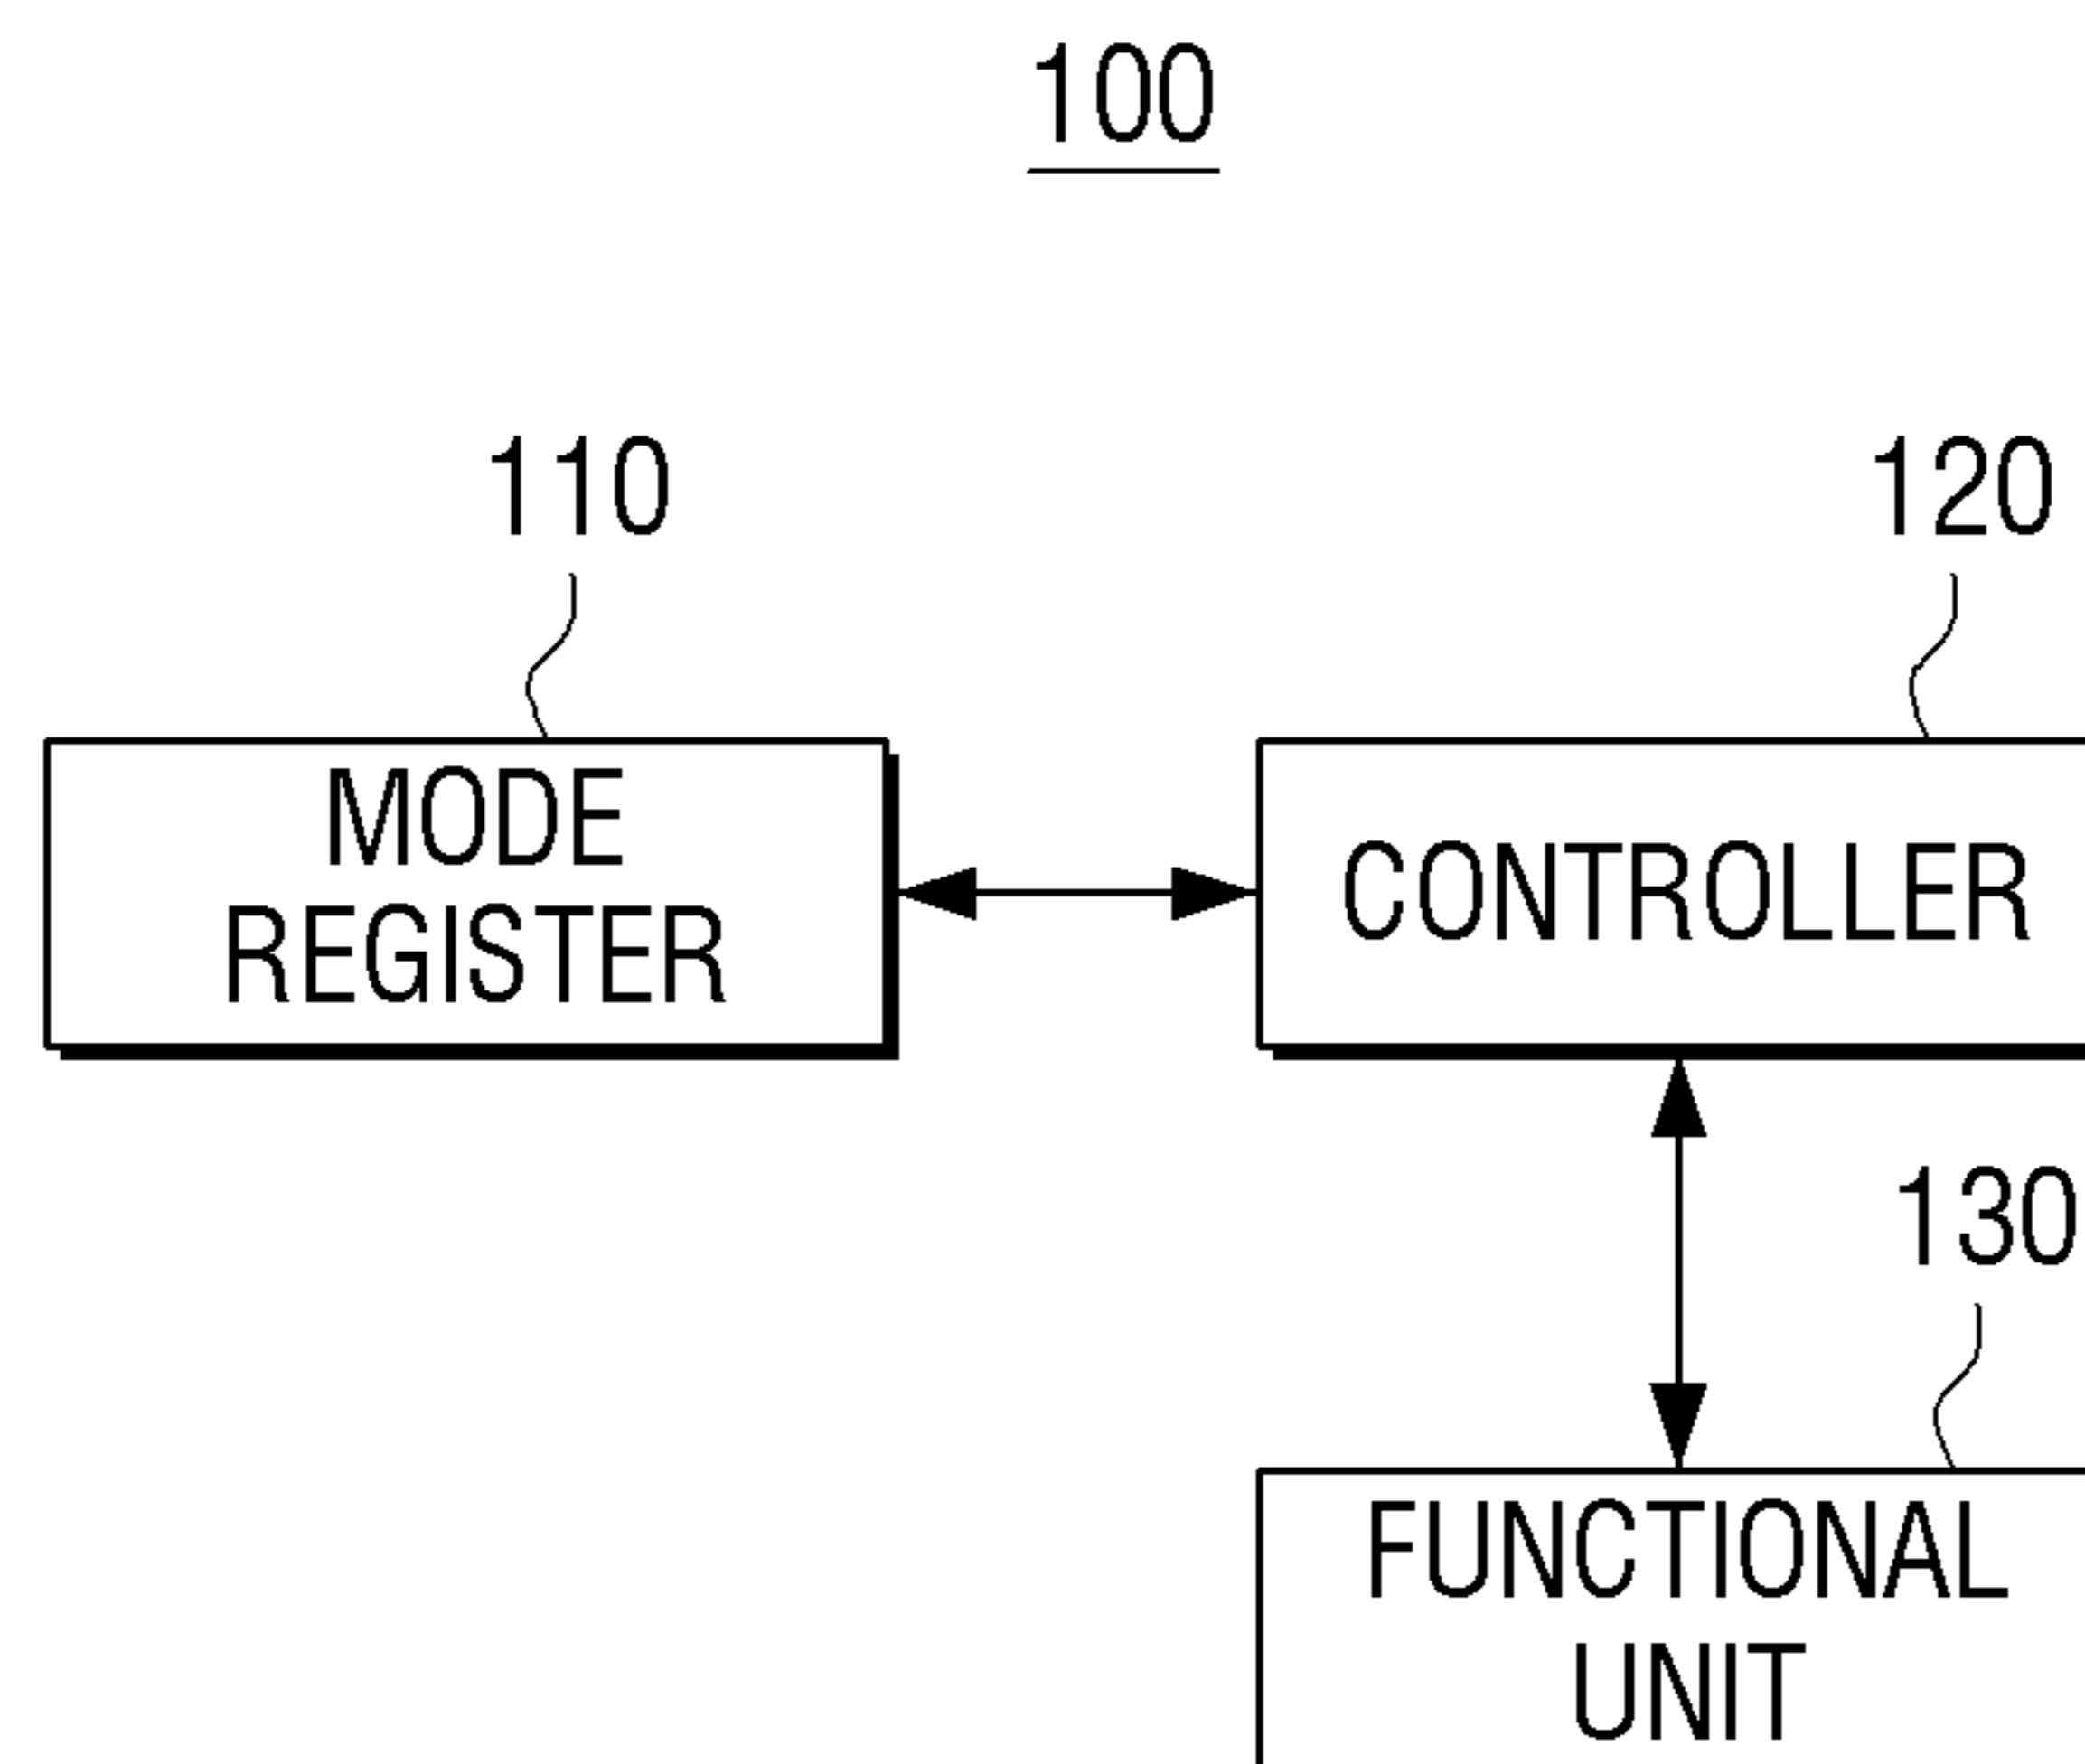 100
110
120
MODE
REGISTER
CONTROLLER
130
FUNCTIONAL
UNIT